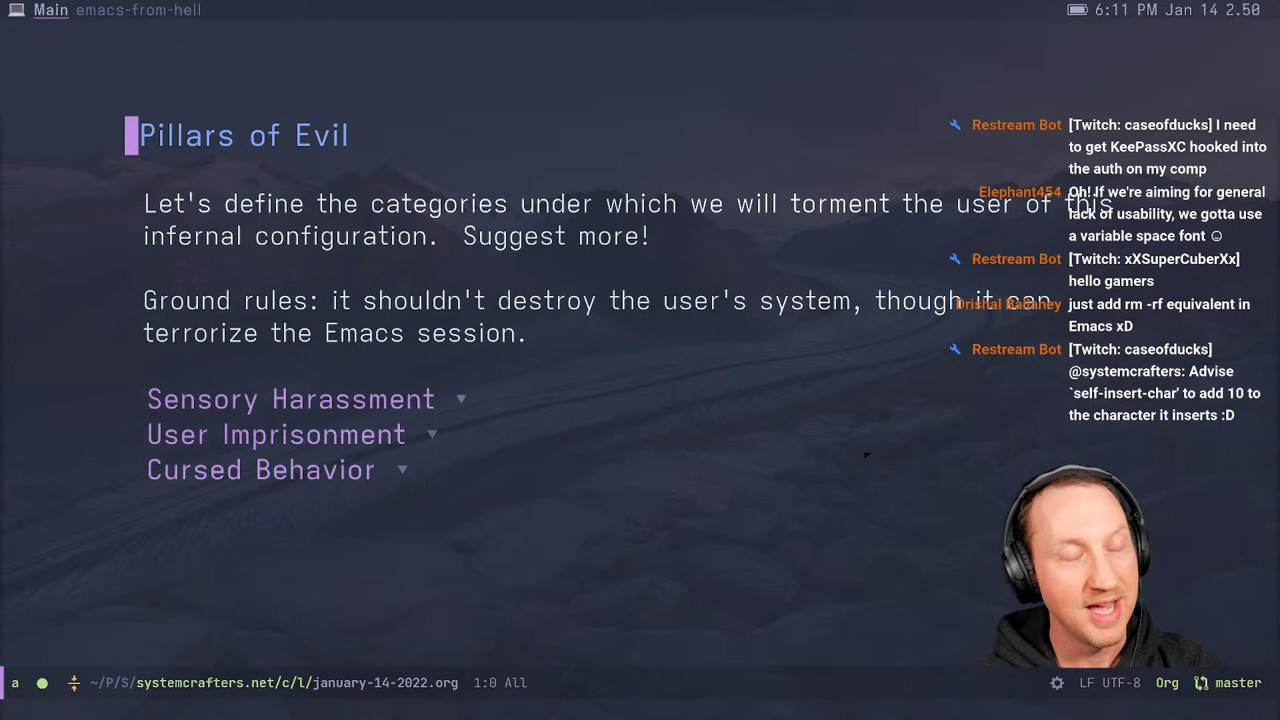 Main emacs-from-hell
6:11 PM Jan 14 2.50
Pillars of Evil
Let's define the categories under which we will torment the user of this
infernal configuration.  Suggest more!
Ground rules: it shouldn't destroy the user's system, though it can
terrorize the Emacs session.
Sensory Harassment ▾
User Imprisonment ▾
Cursed Behavior ▾
Restream Bot [Twitch: caseofducks] I need
to get KeePassXC hooked into
the auth on my comp
Elephant454 Oh! If we're aiming for general
lack of usability, we gotta use
a variable space font ☺
Restream Bot [Twitch: xXSuperCuberXx]
hello gamers
Drishal Ballaney just add rm -rf equivalent in
Emacs xD
Restream Bot [Twitch: caseofducks]
@systemcrafters: Advise
`self-insert-char' to add 10 to
the character it inserts :D
a ~/P/S/systemcrafters.net/c/l/january-14-2022.org 1:0 All
LF UTF-8 Org master